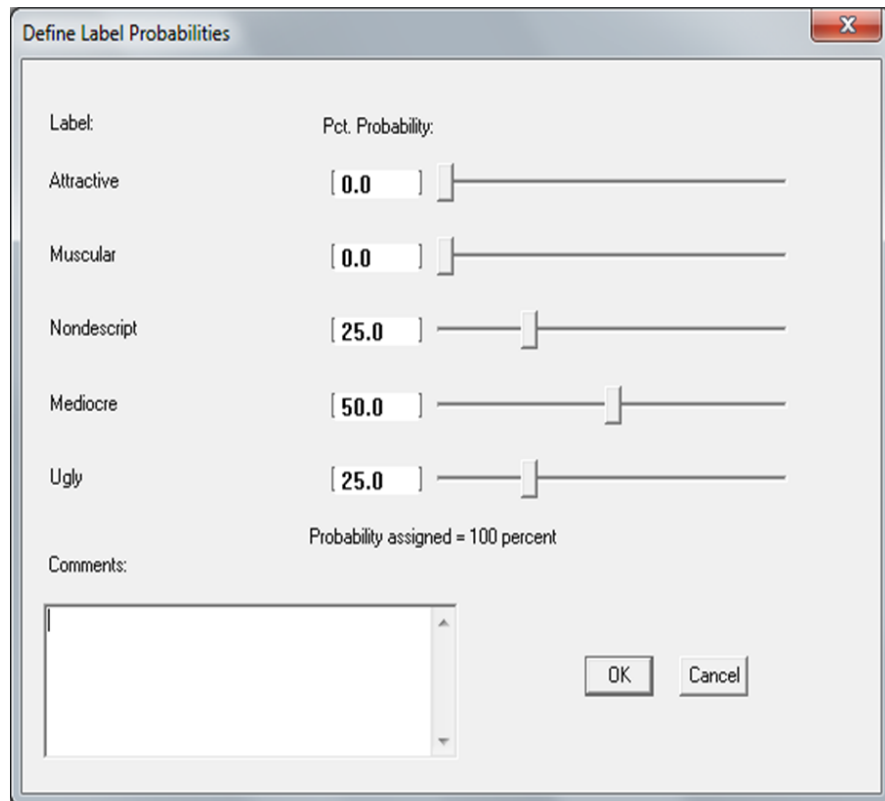 Define Label Probabilities
X
Label: Pct. Probability:
Attractive [ 0.0 ]
Muscular [ 0.0 ]
Nondescript [ 25.0 ]
Mediocre [ 50.0 ]
Ugly [ 25.0 ]
Probability assigned = 100 percent
Comments:
OK Cancel